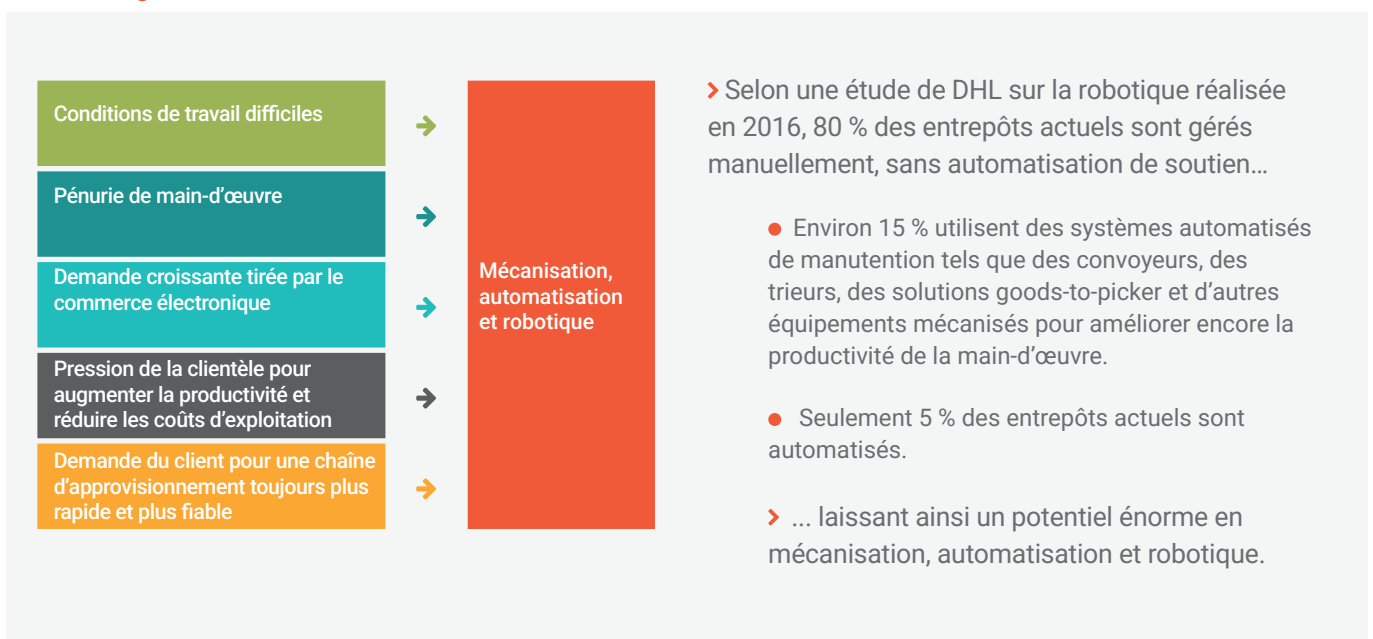 Conditions de travail difficiles
Pénurie de main-d'œuvre
Demande croissante tirée par le
commerce électronique
Pression de la clientèle pour
augmenter la productivité et
réduire les coûts d'exploitation
Demande du client pour une chaîne
d'approvisionnement toujours plus
rapide et plus fiable
Mécanisation,
automatisation
et robotique
Selon une étude de DHL sur la robotique réalisée
en 2016, 80 % des entrepôts actuels sont gérés
manuellement, sans automatisation de soutien…
Environ 15 % utilisent des systèmes automatisés
de manutention tels que des convoyeurs, des
trieurs, des solutions goods-to-picker et d'autres
équipements mécanisés pour améliorer encore la
productivité de la main-d'œuvre.
Seulement 5 % des entrepôts actuels sont
automatisés.
... laissant ainsi un potentiel énorme en
mécanisation, automatisation et robotique.